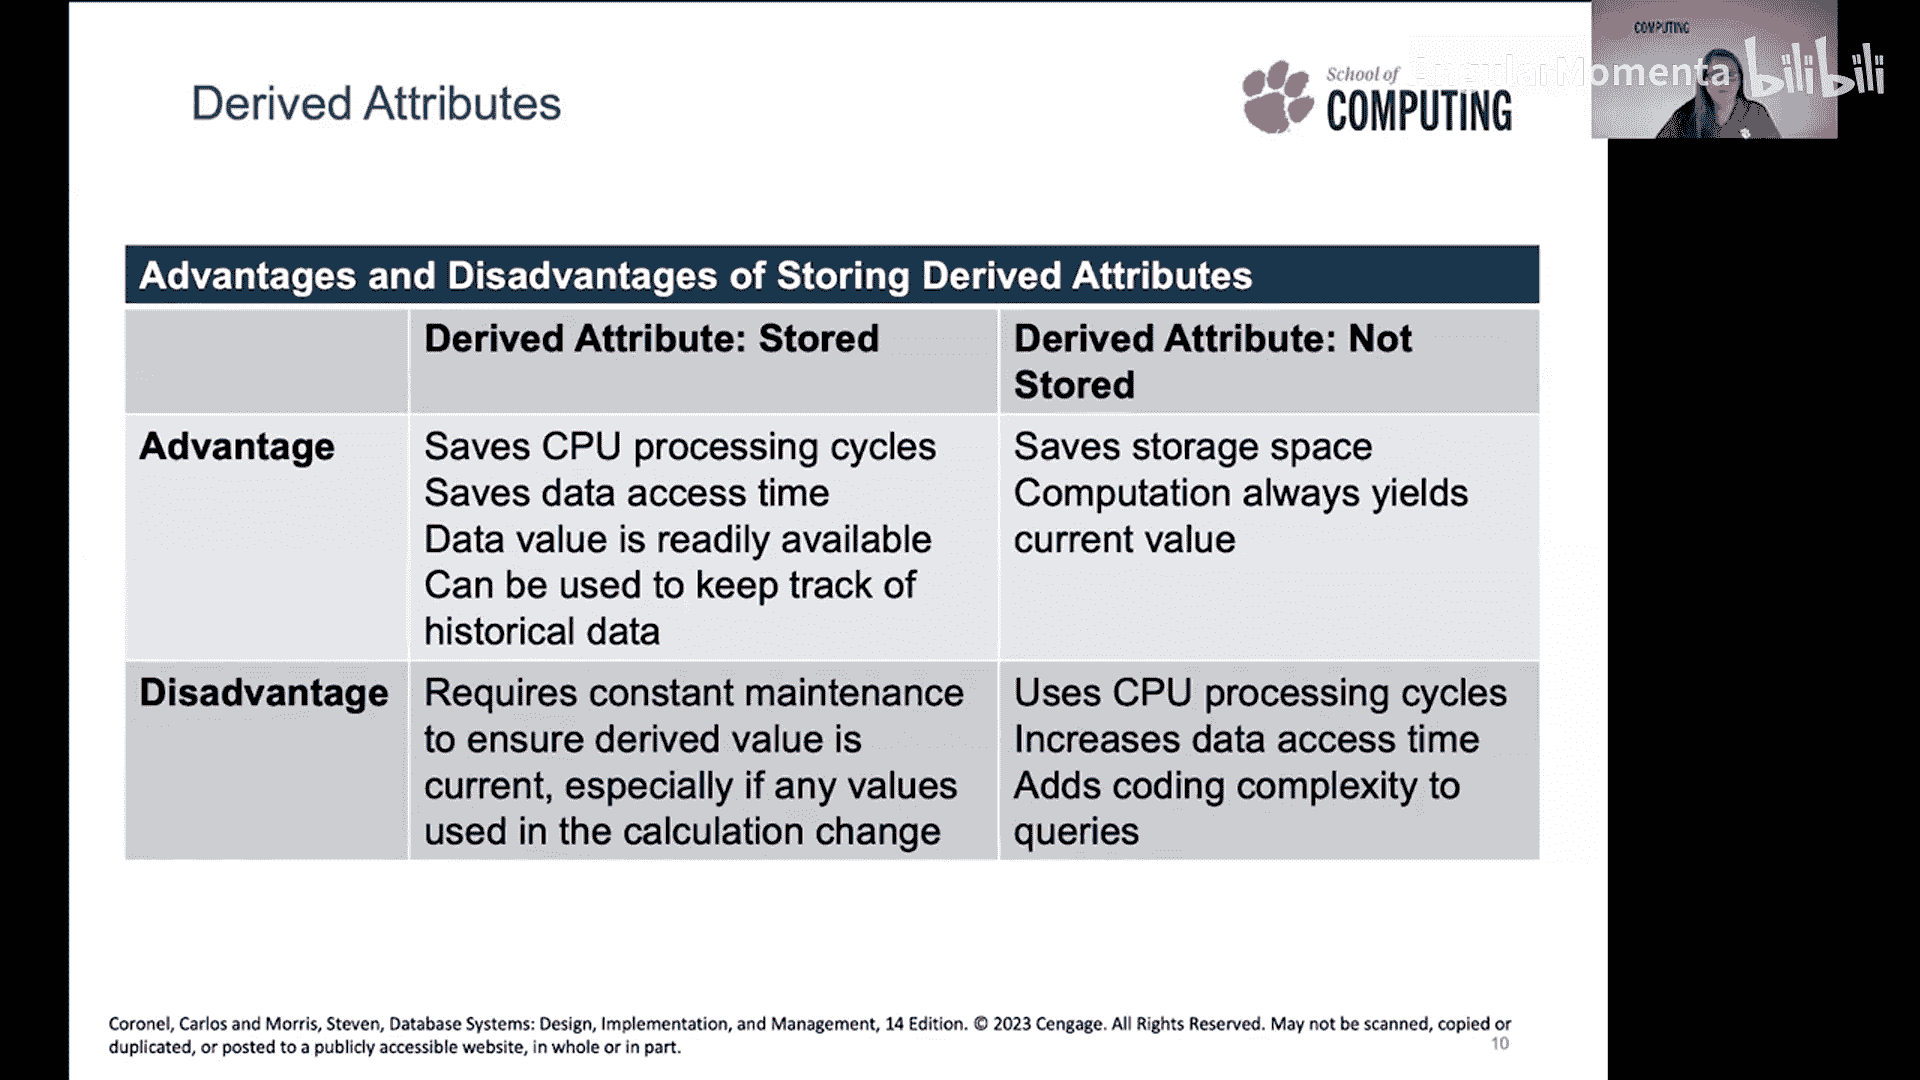 Derived Attributes
School of
COMPUTING
COMPUTING
AngularMomenta bilibili
Advantages and Disadvantages of Storing Derived Attributes
Derived Attribute: Stored
Derived Attribute: Not
Stored
Advantage
Saves CPU processing cycles
Saves data access time
Data value is readily available
Can be used to keep track of
historical data
Saves storage space
Computation always yields
current value
Disadvantage
Requires constant maintenance
to ensure derived value is
current, especially if any values
used in the calculation change
Uses CPU processing cycles
Increases data access time
Adds coding complexity to
queries
Coronel, Carlos and Morris, Steven, Database Systems: Design, Implementation, and Management, 14 Edition. © 2023 Cengage. All Rights Reserved. May not be scanned, copied or
duplicated, or posted to a publicly accessible website, in whole or in part.
10